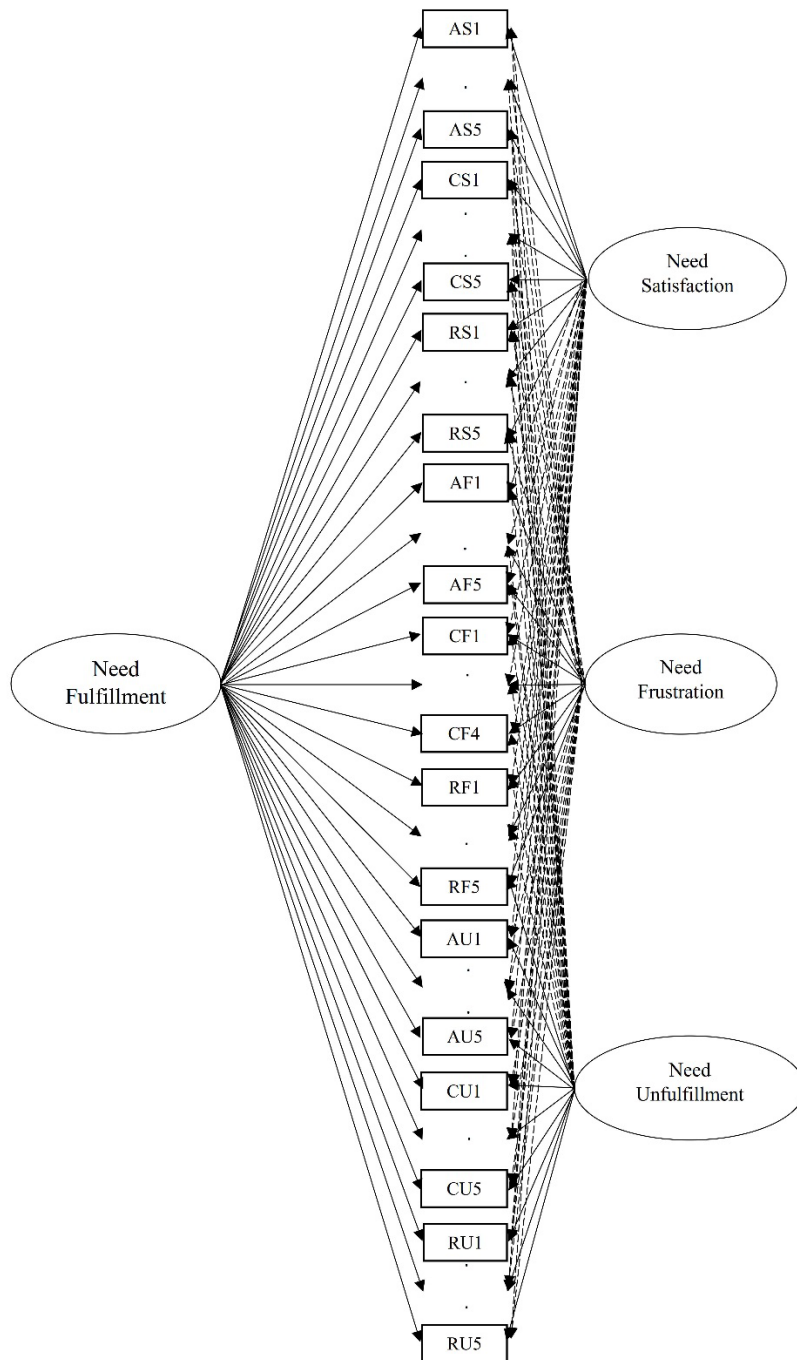 AS1
AS5
CS1
CS5
RS1
RS5
AF1
AF5
CF1
CF4
RF1
RF5
AU1
AU5
CU1
CU5
RU1
RU5
Need
Fulfillment
Need
Satisfaction
Need
Frustration
Need
Unfulfillment